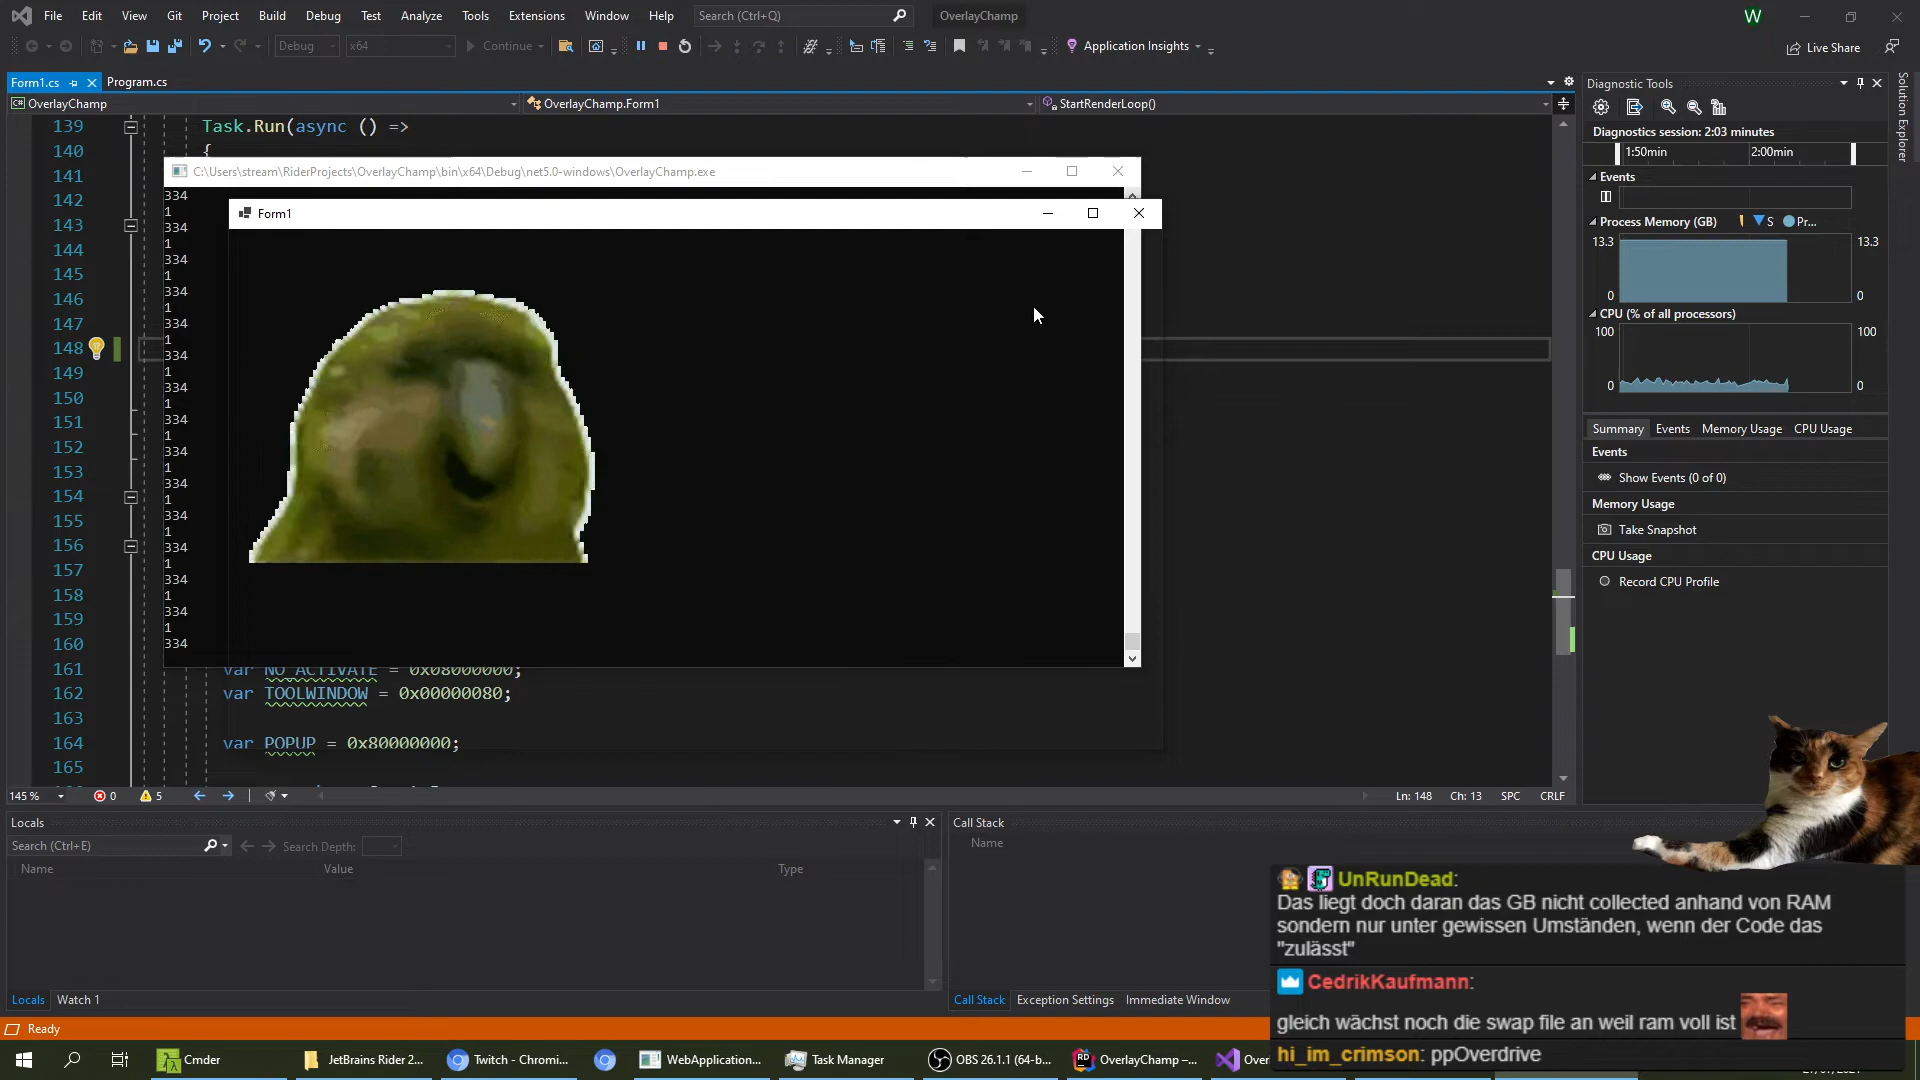 File Edit View Git Project Build Debug Test Analyze Tools Extensions Window Help Search (Ctrl+Q) OverlayChamp W
Debug x64 Continue Application Insights Live Share
Form1.cs Program.cs
OverlayChamp OverlayChamp.Form1 StartRenderLoop()
139 Task.Run(async () =>
140 {
141
142
143
144
145
146
147
148
149
150
151
152
153
154
155
156
157
158
159
160
161 var NO_ACTIVATE = 0x08000000;
162 var TOOLWINDOW = 0x00000080;
163
164 var POPUP = 0x80000000;
165
C:\Users\stream\RiderProjects\OverlayChamp\bin\x64\Debug\net5.0-windows\OverlayChamp.exe
334
1
334
1
334
1
334
1
334
1
334
1
334
1
334
1
334
1
334
1
334
1
334
1
334
1
334
1
334
Form1
Diagnostic Tools
Diagnostics session: 2:03 minutes
1:50min 2:00min
Events
Process Memory (GB) S Pr...
13.3 13.3
0 0
CPU (% of all processors)
100 100
0 0
Summary Events Memory Usage CPU Usage
Events
Show Events (0 of 0)
Memory Usage
Take Snapshot
CPU Usage
Record CPU Profile
Solution Explorer
145 % 0 5 Ln: 148 Ch: 13 SPC CRLF
Locals
Search (Ctrl+E) Search Depth:
Name Value Type
Locals Watch 1
Call Stack
Name
Call Stack Exception Settings Immediate Window
UnRunDead:
Das liegt doch daran das GB nicht collected anhand von RAM
sondern nur unter gewissen Umständen, wenn der Code das
"zulässt"
CedrikKaufmann:
gleich wächst noch die swap file an weil ram voll ist
hi_im_crimson: ppOverdrive
Ready
Cmder JetBrains Rider 2... Twitch - Chromi... WebApplication... Task Manager OBS 26.1.1 (64-b... OverlayChamp –...